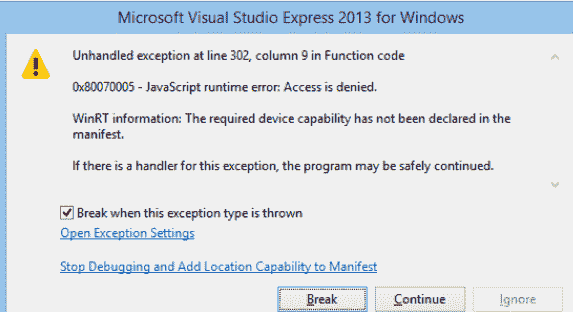 Microsoft Visual Studio Express 2013 for Windows
Unhandled exception at line 302, column 9 in Function code
0x80070005 - JavaScript runtime error: Access is denied.
WinRT information: The required device capability has not been declared in the
manifest.
If there is a handler for this exception, the program may be safely continued.
Break when this exception type is thrown
Open Exception Settings
Stop Debugging and Add Location Capability to Manifest
Break Continue Ignore